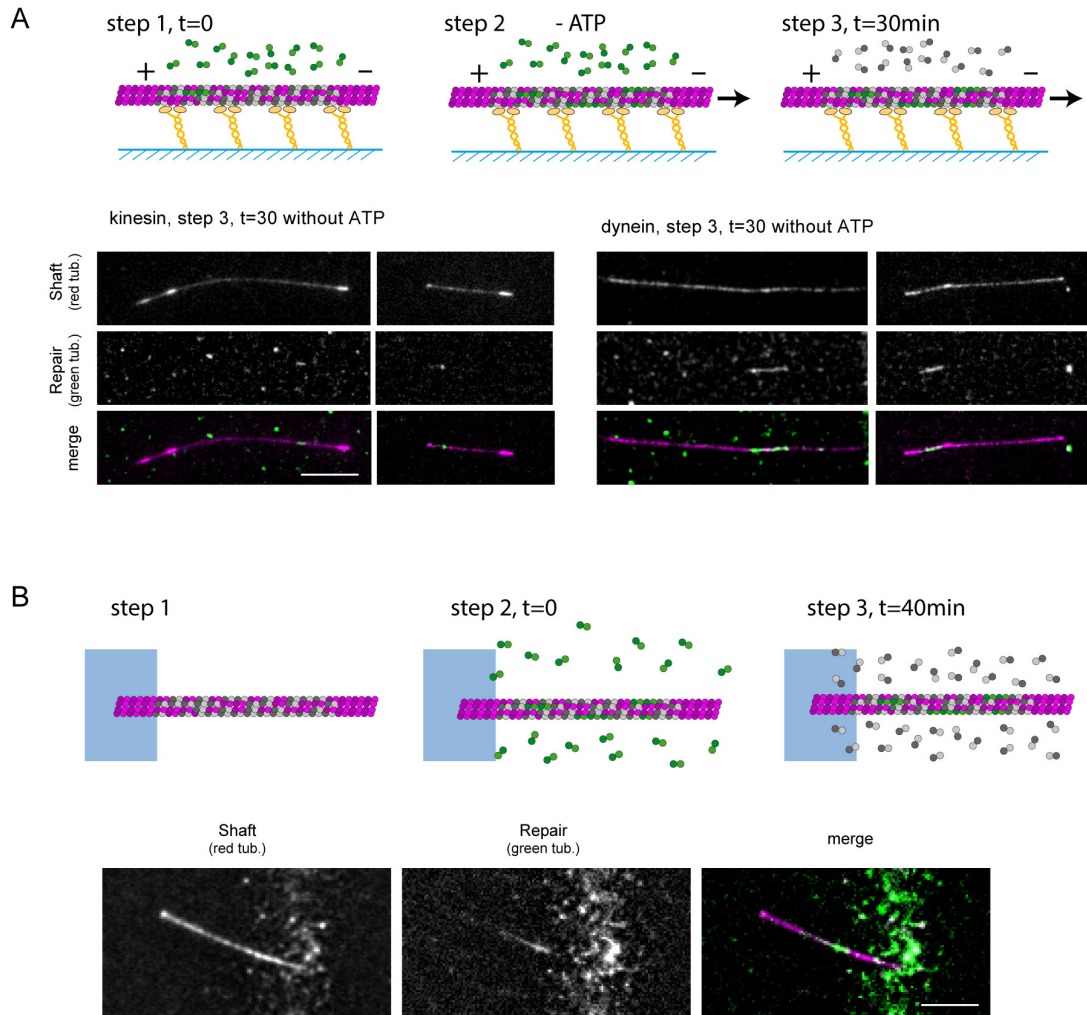 A
step 1, t=0
step 2 - ATP
step 3, t=30min
+ −
+ −
+ −
kinesin, step 3, t=30 without ATP
dynein, step 3, t=30 without ATP
Shaft
(red tub.)
Repair
(green tub.)
merge
B
step 1
step 2, t=0
step 3, t=40min
Shaft
(red tub.)
Repair
(green tub.)
merge